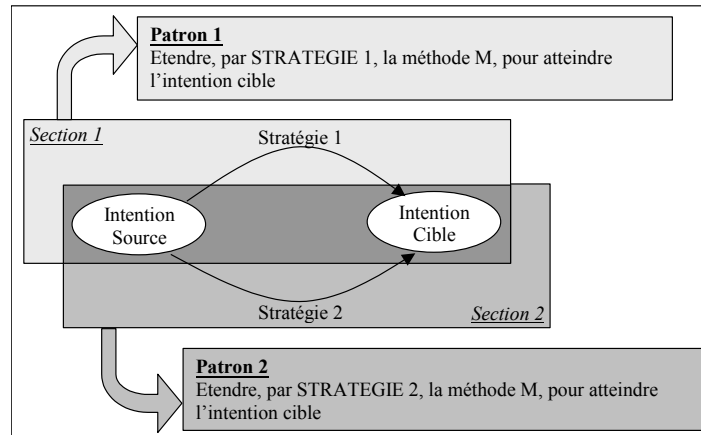 Patron 1
Etendre, par STRATEGIE 1, la méthode M, pour atteindre
l’intention cible
Section 1
Stratégie 1
Intention
Source
Intention
Cible
Stratégie 2
Section 2
Patron 2
Etendre, par STRATEGIE 2, la méthode M, pour atteindre
l’intention cible